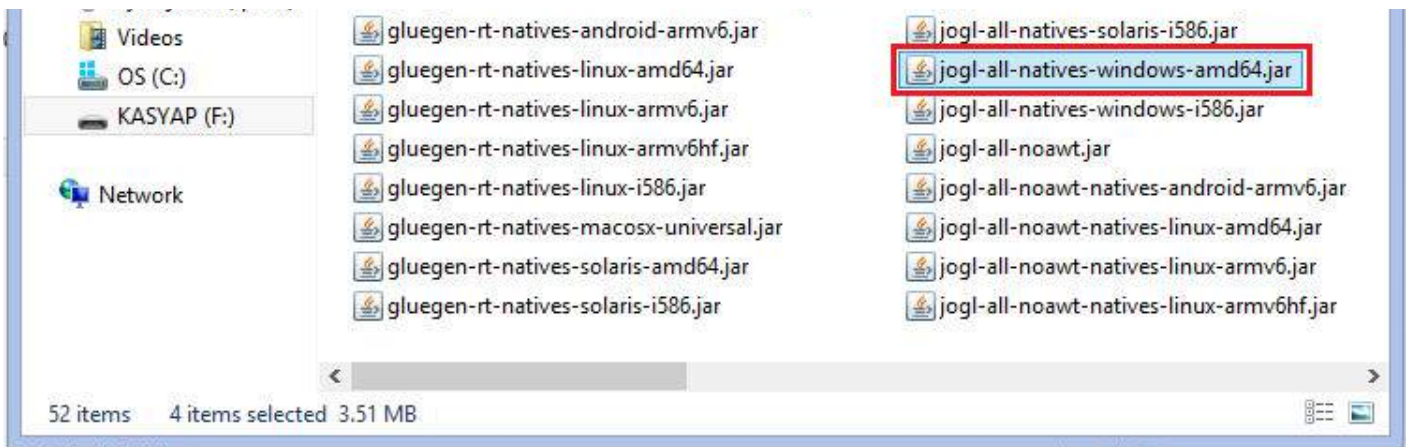 Videos
OS (C:)
KASYAP (F:)
Network
gluegen-rt-natives-android-armv6.jar
gluegen-rt-natives-linux-amd64.jar
gluegen-rt-natives-linux-armv6.jar
gluegen-rt-natives-linux-armv6hf.jar
gluegen-rt-natives-linux-i586.jar
gluegen-rt-natives-macosx-universal.jar
gluegen-rt-natives-solaris-amd64.jar
gluegen-rt-natives-solaris-i586.jar
jogl-all-natives-solaris-i586.jar
jogl-all-natives-windows-amd64.jar
jogl-all-natives-windows-i586.jar
jogl-all-noawt.jar
jogl-all-noawt-natives-android-armv6.jar
jogl-all-noawt-natives-linux-amd64.jar
jogl-all-noawt-natives-linux-armv6.jar
jogl-all-noawt-natives-linux-armv6hf.jar
52 items 4 items selected 3.51 MB